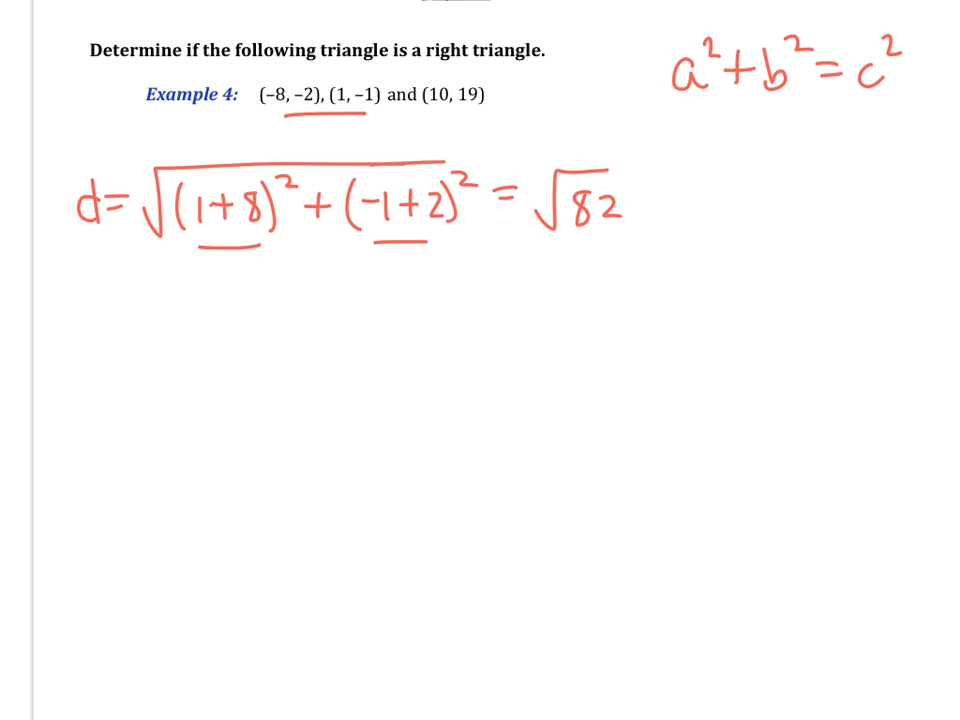 Determine if the following triangle is a right triangle.
a² + b² = c²
Example 4: (–8, –2), (1, –1) and (10, 19)
d = √((1 + 8)² + (-1 + 2)²) = √82